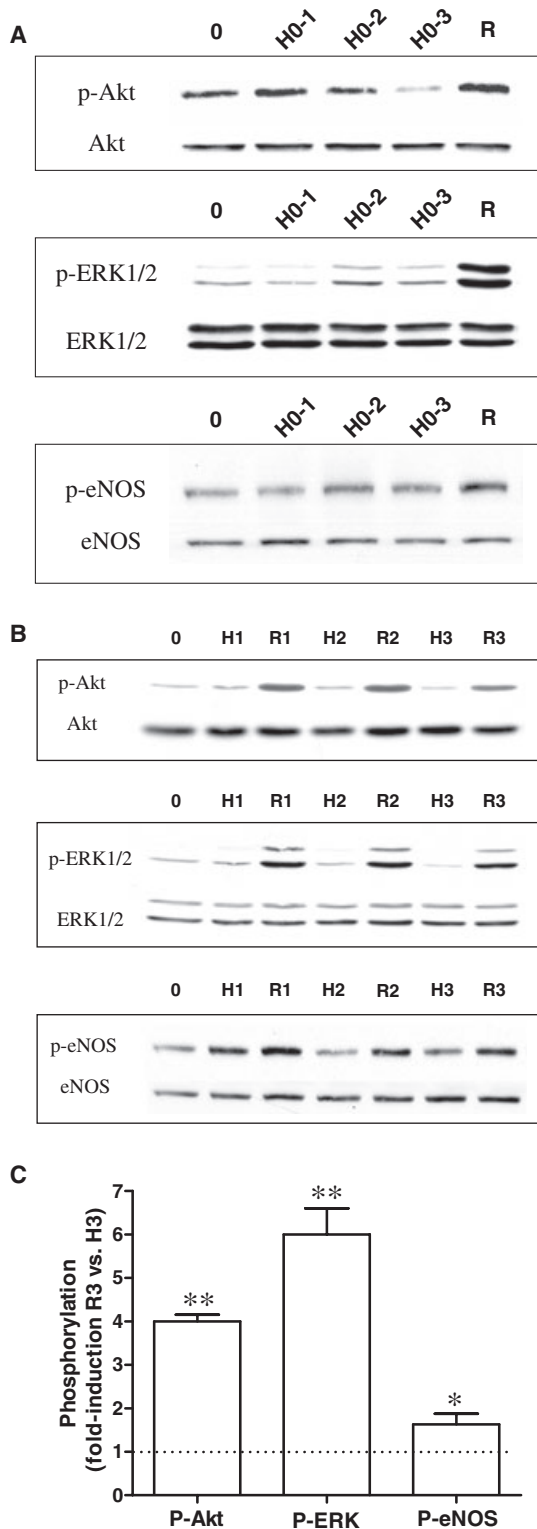 A
0 H0-1 H0-2 H0-3 R
p-Akt
Akt
0 H0-1 H0-2 H0-3 R
p-ERK1/2
ERK1/2
0 H0-1 H0-2 H0-3 R
p-eNOS
eNOS
B
0 H1 R1 H2 R2 H3 R3
p-Akt
Akt
0 H1 R1 H2 R2 H3 R3
p-ERK1/2
ERK1/2
0 H1 R1 H2 R2 H3 R3
p-eNOS
eNOS
C
Phosphorylation
(fold-induction R3 vs. H3)
7
6
5
4
3
2
1
0
**
**
*
P-Akt P-ERK P-eNOS